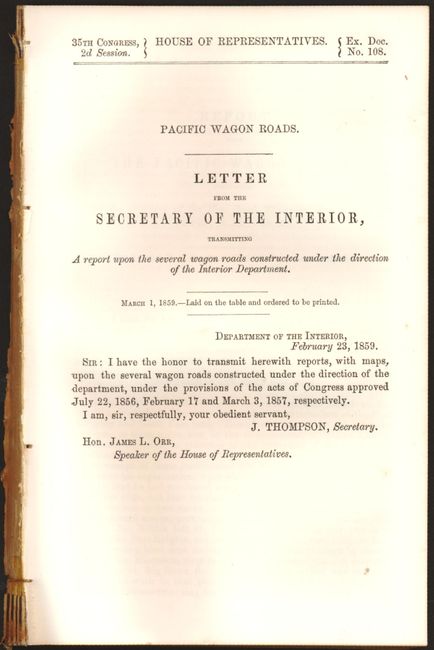 35TH CONGRESS, } HOUSE OF REPRESENTATIVES. { Ex. Doc.
2d Session. } { No. 108.
PACIFIC WAGON ROADS.
LETTER
FROM THE
SECRETARY OF THE INTERIOR,
TRANSMITTING
A report upon the several wagon roads constructed under the direction
of the Interior Department.
MARCH 1, 1859.—Laid on the table and ordered to be printed.
DEPARTMENT OF THE INTERIOR,
February 23, 1859.
SIR: I have the honor to transmit herewith reports, with maps,
upon the several wagon roads constructed under the direction of the
department, under the provisions of the acts of Congress approved
July 22, 1856, February 17 and March 3, 1857, respectively.
I am, sir, respectfully, your obedient servant,
J. THOMPSON, Secretary.
Hon. JAMES L. ORR,
Speaker of the House of Representatives.